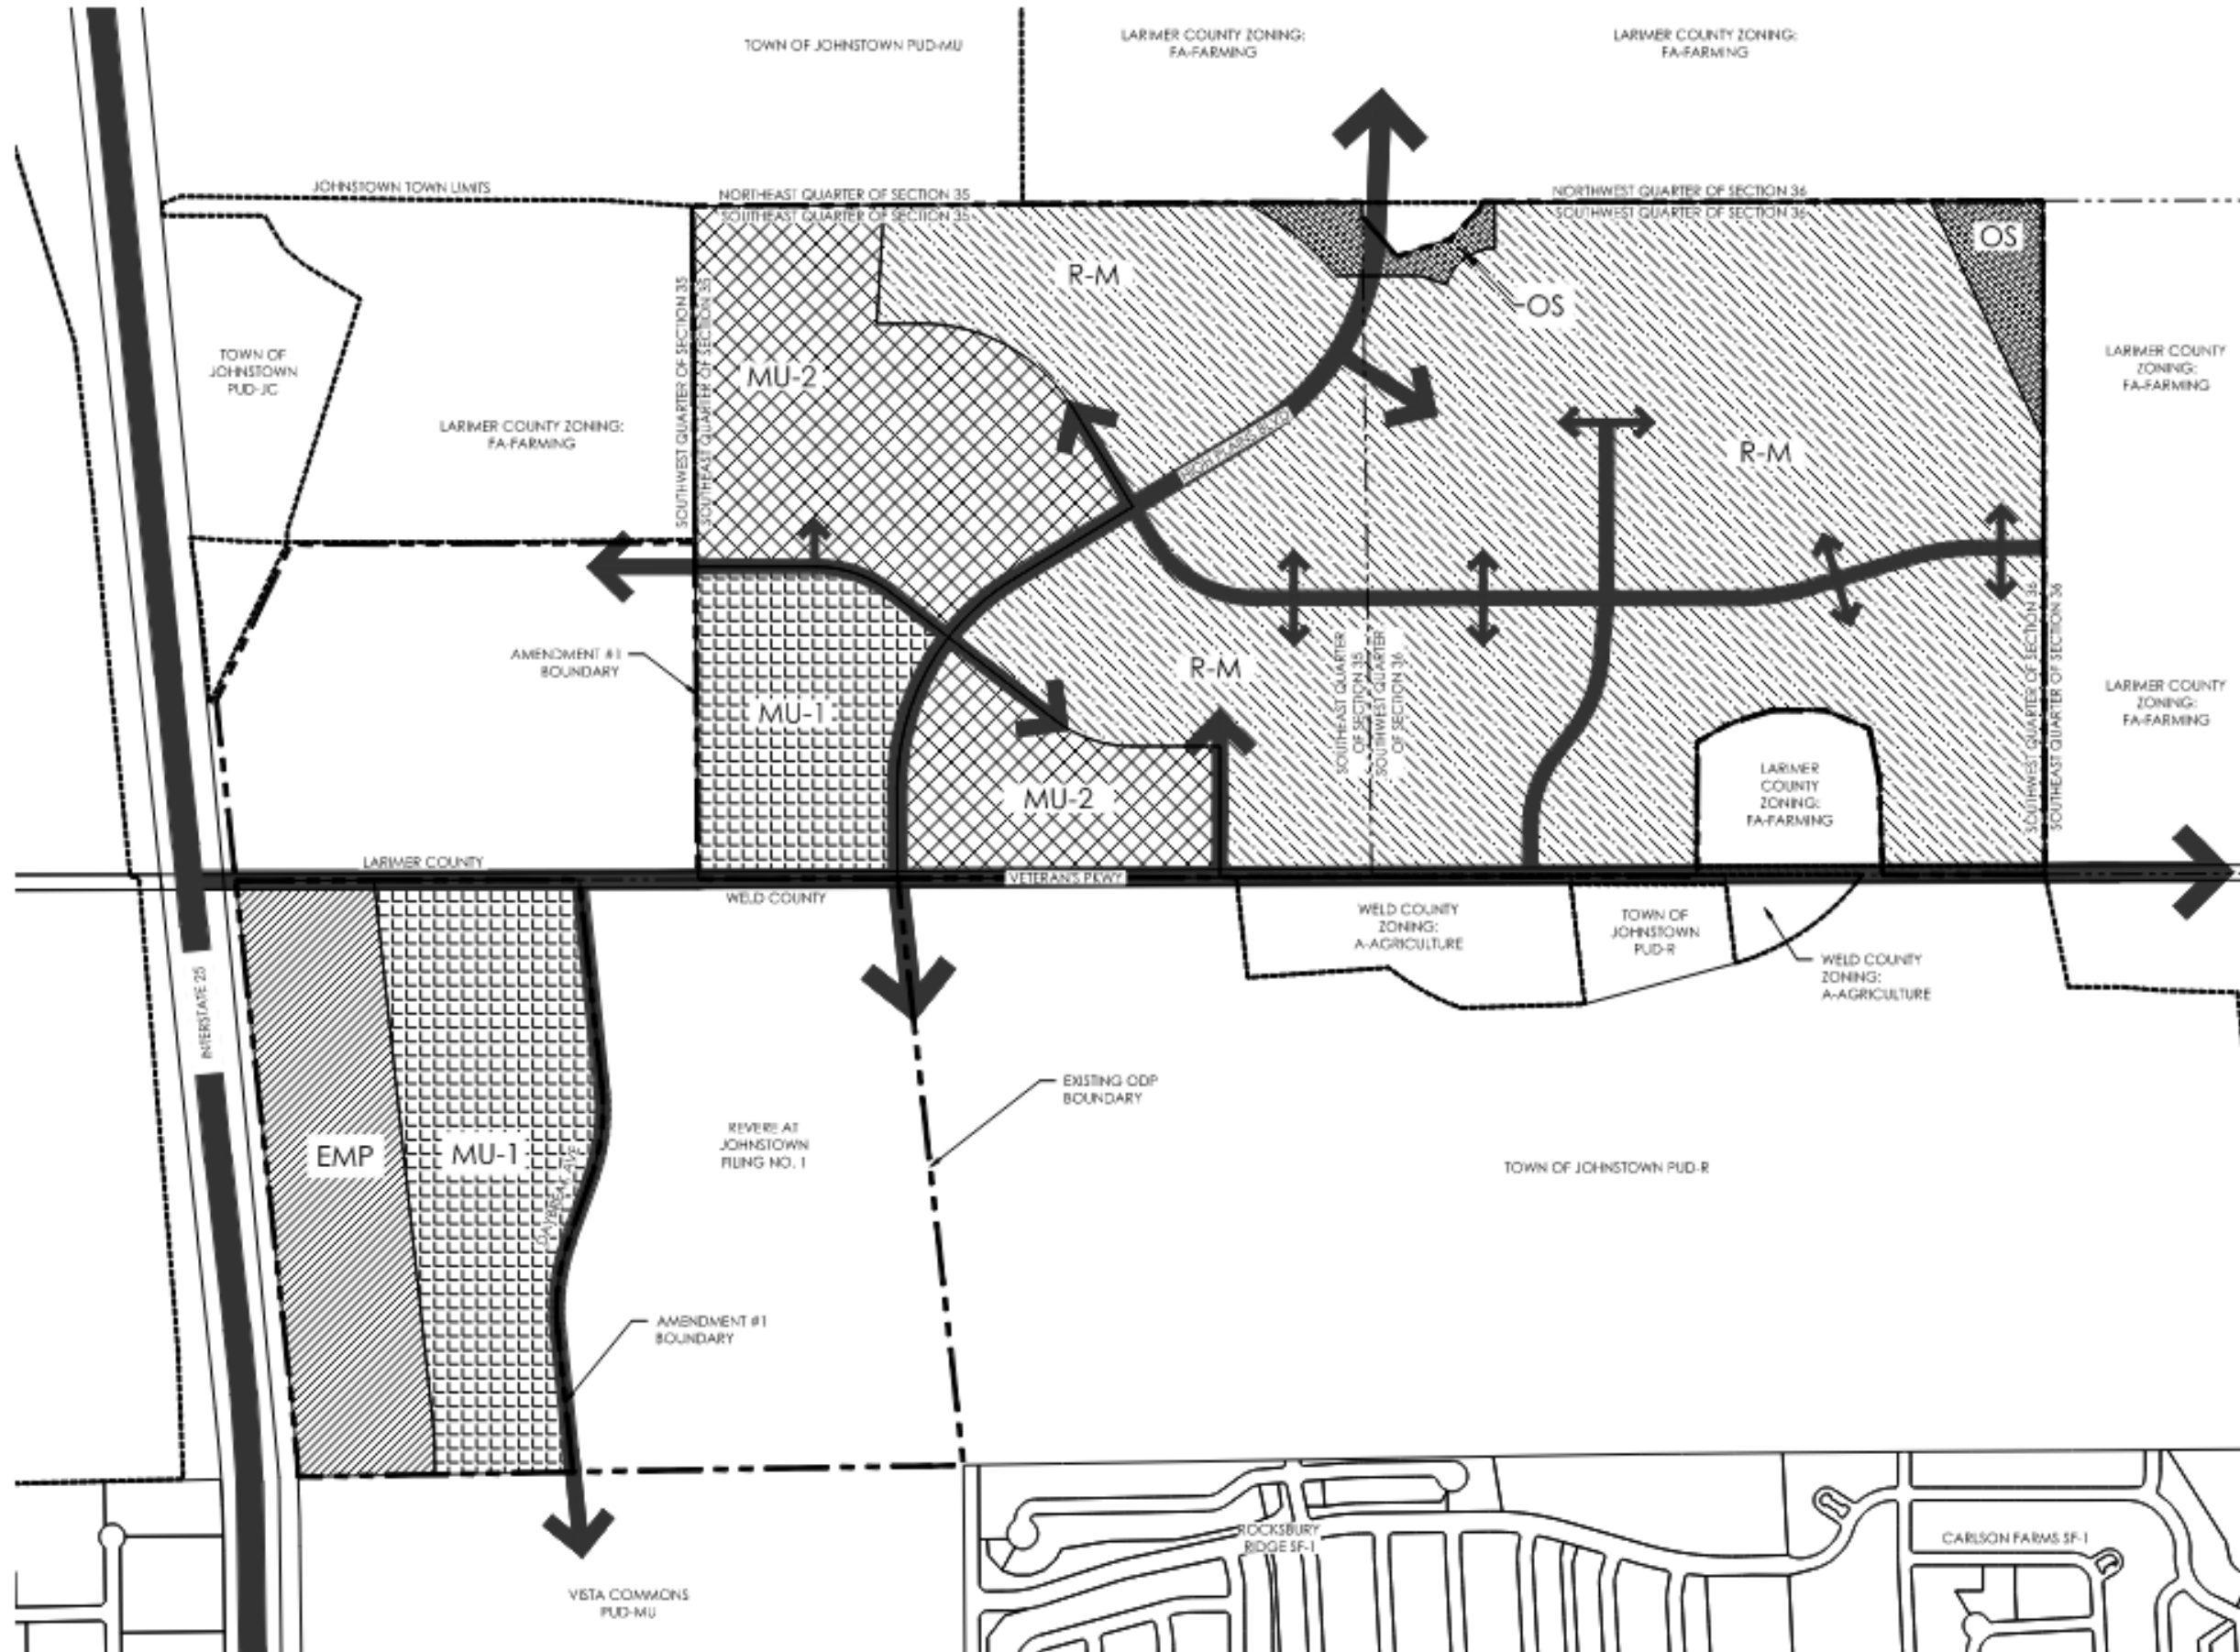 TOWN OF JOHNSTOWN PUD-MU
LARIMER COUNTY ZONING:
FA-FARMING
LARIMER COUNTY ZONING:
FA-FARMING
JOHNSTOWN TOWN LIMITS
NORTHEAST QUARTER OF SECTION 35
SOUTHEAST QUARTER OF SECTION 35
NORTHWEST QUARTER OF SECTION 36
SOUTHWEST QUARTER OF SECTION 36
OS
R-M
OS
TOWN OF
JOHNSTOWN
PUD-JC
LARIMER COUNTY ZONING:
FA-FARMING
SOUTHWEST QUARTER OF SECTION 35
SOUTHEAST QUARTER OF SECTION 35
MU-2
HIGH PLAINS BLVD
R-M
LARIMER COUNTY
ZONING:
FA-FARMING
AMENDMENT #1
BOUNDARY
MU-1
R-M
SOUTHEAST QUARTER
OF SECTION 35
SOUTHWEST QUARTER
OF SECTION 36
MU-2
LARIMER
COUNTY
ZONING:
FA-FARMING
SOUTHWEST QUARTER OF SECTION 36
SOUTHEAST QUARTER OF SECTION 36
LARIMER COUNTY
ZONING:
FA-FARMING
LARIMER COUNTY
VETERANS PKWY
WELD COUNTY
WELD COUNTY
ZONING:
A-AGRICULTURE
TOWN OF
JOHNSTOWN
PUD-R
WELD COUNTY
ZONING:
A-AGRICULTURE
INTERSTATE 25
EMP
MU-1
DAYBREAK AVE
REVERE AT
JOHNSTOWN
FILING NO. 1
EXISTING ODP
BOUNDARY
TOWN OF JOHNSTOWN PUD-R
AMENDMENT #1
BOUNDARY
VISTA COMMONS
PUD-MU
ROCKSBURY
RIDGE SF-1
CARLSON FARMS SF-1